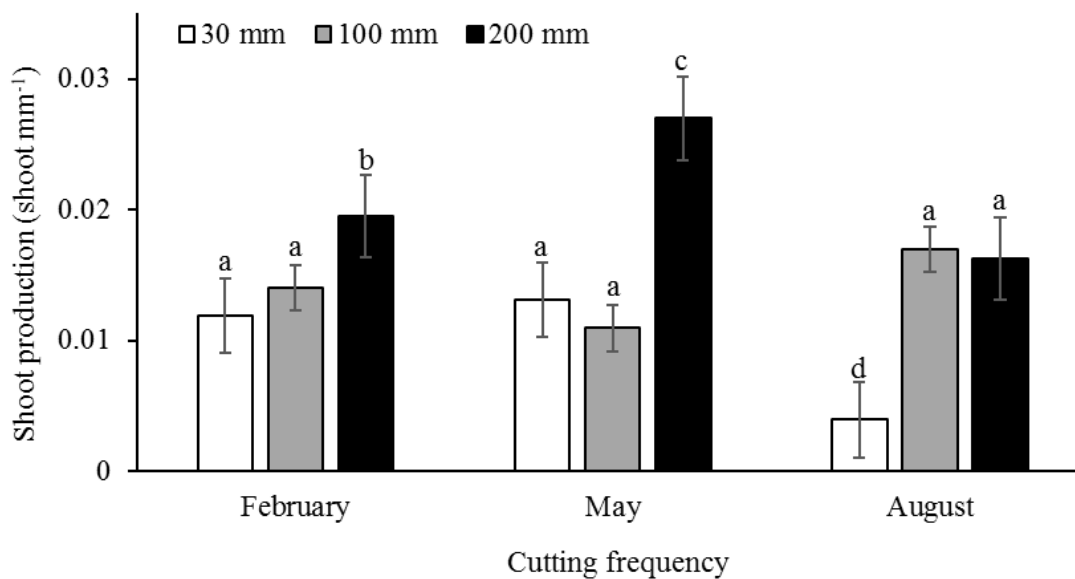 30 mm 100 mm 200 mm
Shoot production (shoot mm⁻¹)
0.03
0.02
0.01
0
a a b
a a c
d a a
February May August
Cutting frequency